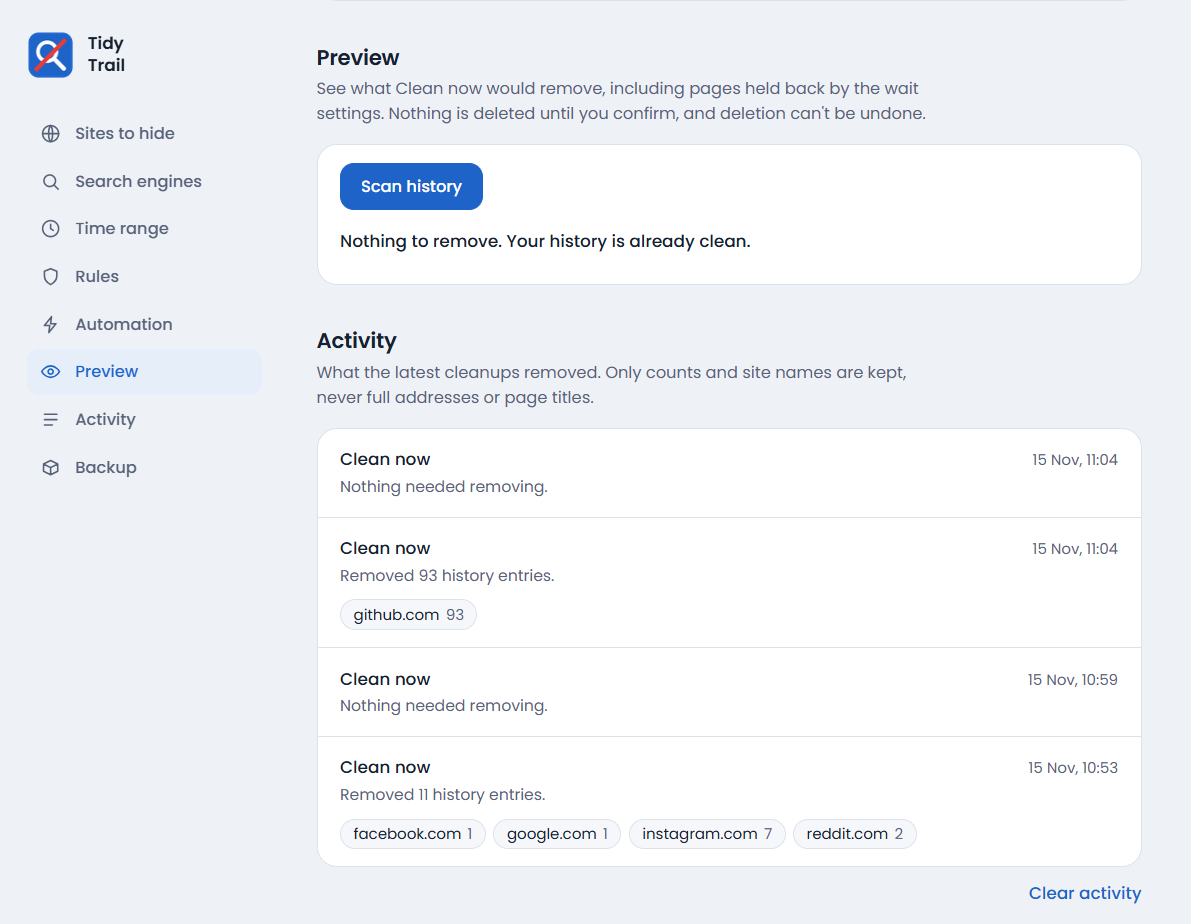 Tidy
Trail
Sites to hide
Search engines
Time range
Rules
Automation
Preview
Activity
Backup
Preview
See what Clean now would remove, including pages held back by the wait
settings. Nothing is deleted until you confirm, and deletion can't be undone.
Scan history
Nothing to remove. Your history is already clean.
Activity
What the latest cleanups removed. Only counts and site names are kept,
never full addresses or page titles.
Clean now 15 Nov, 11:04
Nothing needed removing.
Clean now 15 Nov, 11:04
Removed 93 history entries.
github.com 93
Clean now 15 Nov, 10:59
Nothing needed removing.
Clean now 15 Nov, 10:53
Removed 11 history entries.
facebook.com 1 google.com 1 instagram.com 7 reddit.com 2
Clear activity